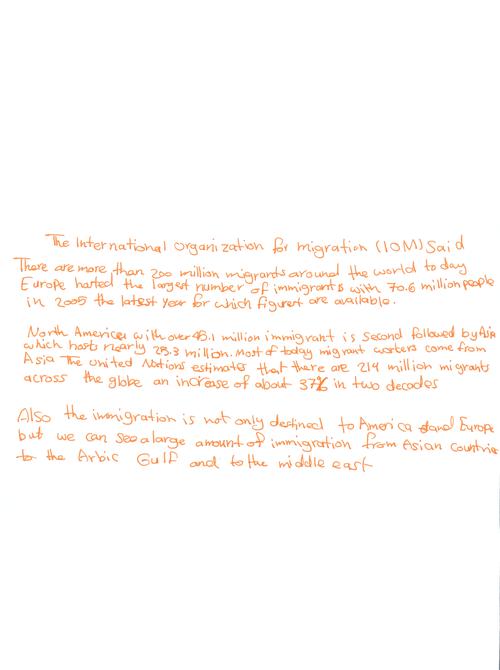 The International organization for migration (IOM) Said
There are more than 200 million migrants around the world today
Europe hosted the largest number of immigrants with 70.6 million people
in 2005 the latest year for which figures are available.
North America with over 45.1 million immigrant is second followed by Asia
which hosts nearly 25.3 million. Most of today migrant workers come from
Asia The United Nations estimates that there are 214 million migrants
across the globe an increase of about 37% in two decades
Also the immigration is not only destined to America and Europe
but we can see a large amount of immigration from Asian countries
to the Arbic Gulf and to the middle east